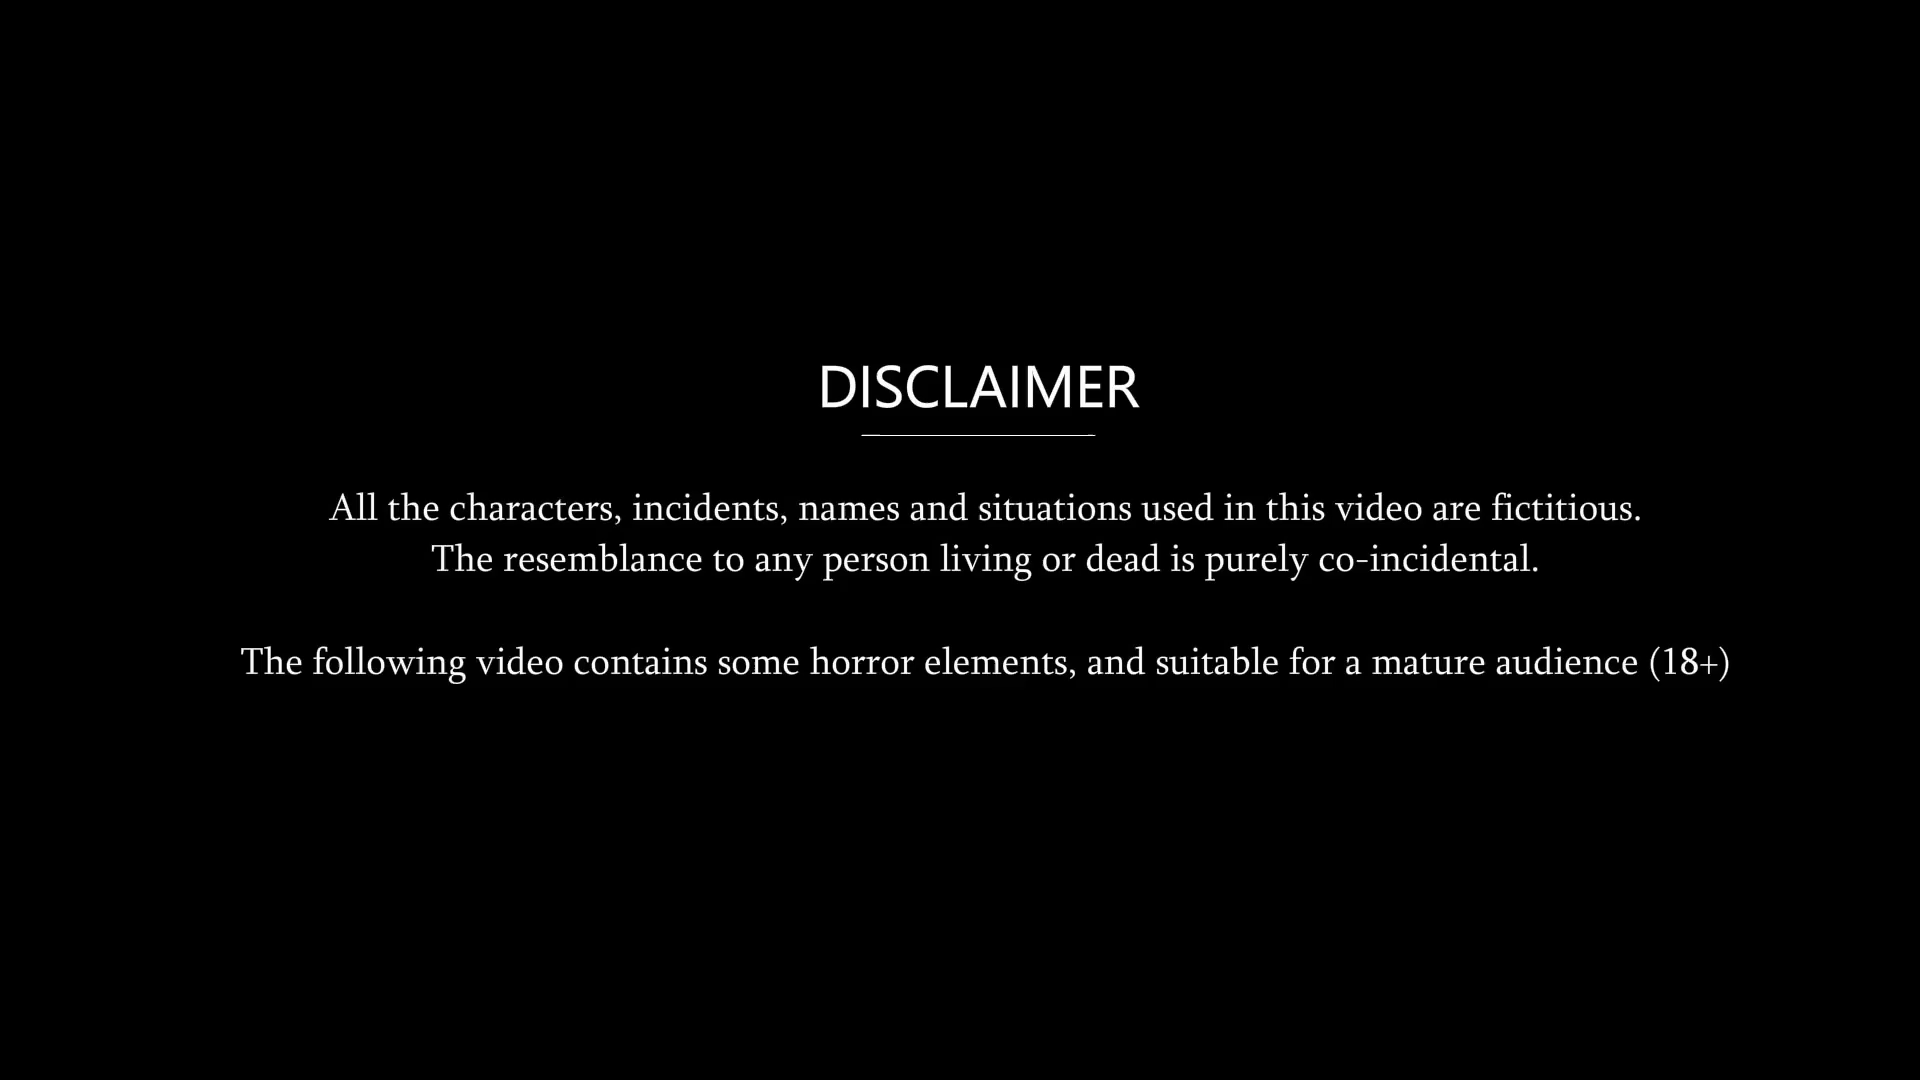 DISCLAIMER
All the characters, incidents, names and situations used in this video are fictitious.
The resemblance to any person living or dead is purely co-incidental.
The following video contains some horror elements, and suitable for a mature audience (18+)